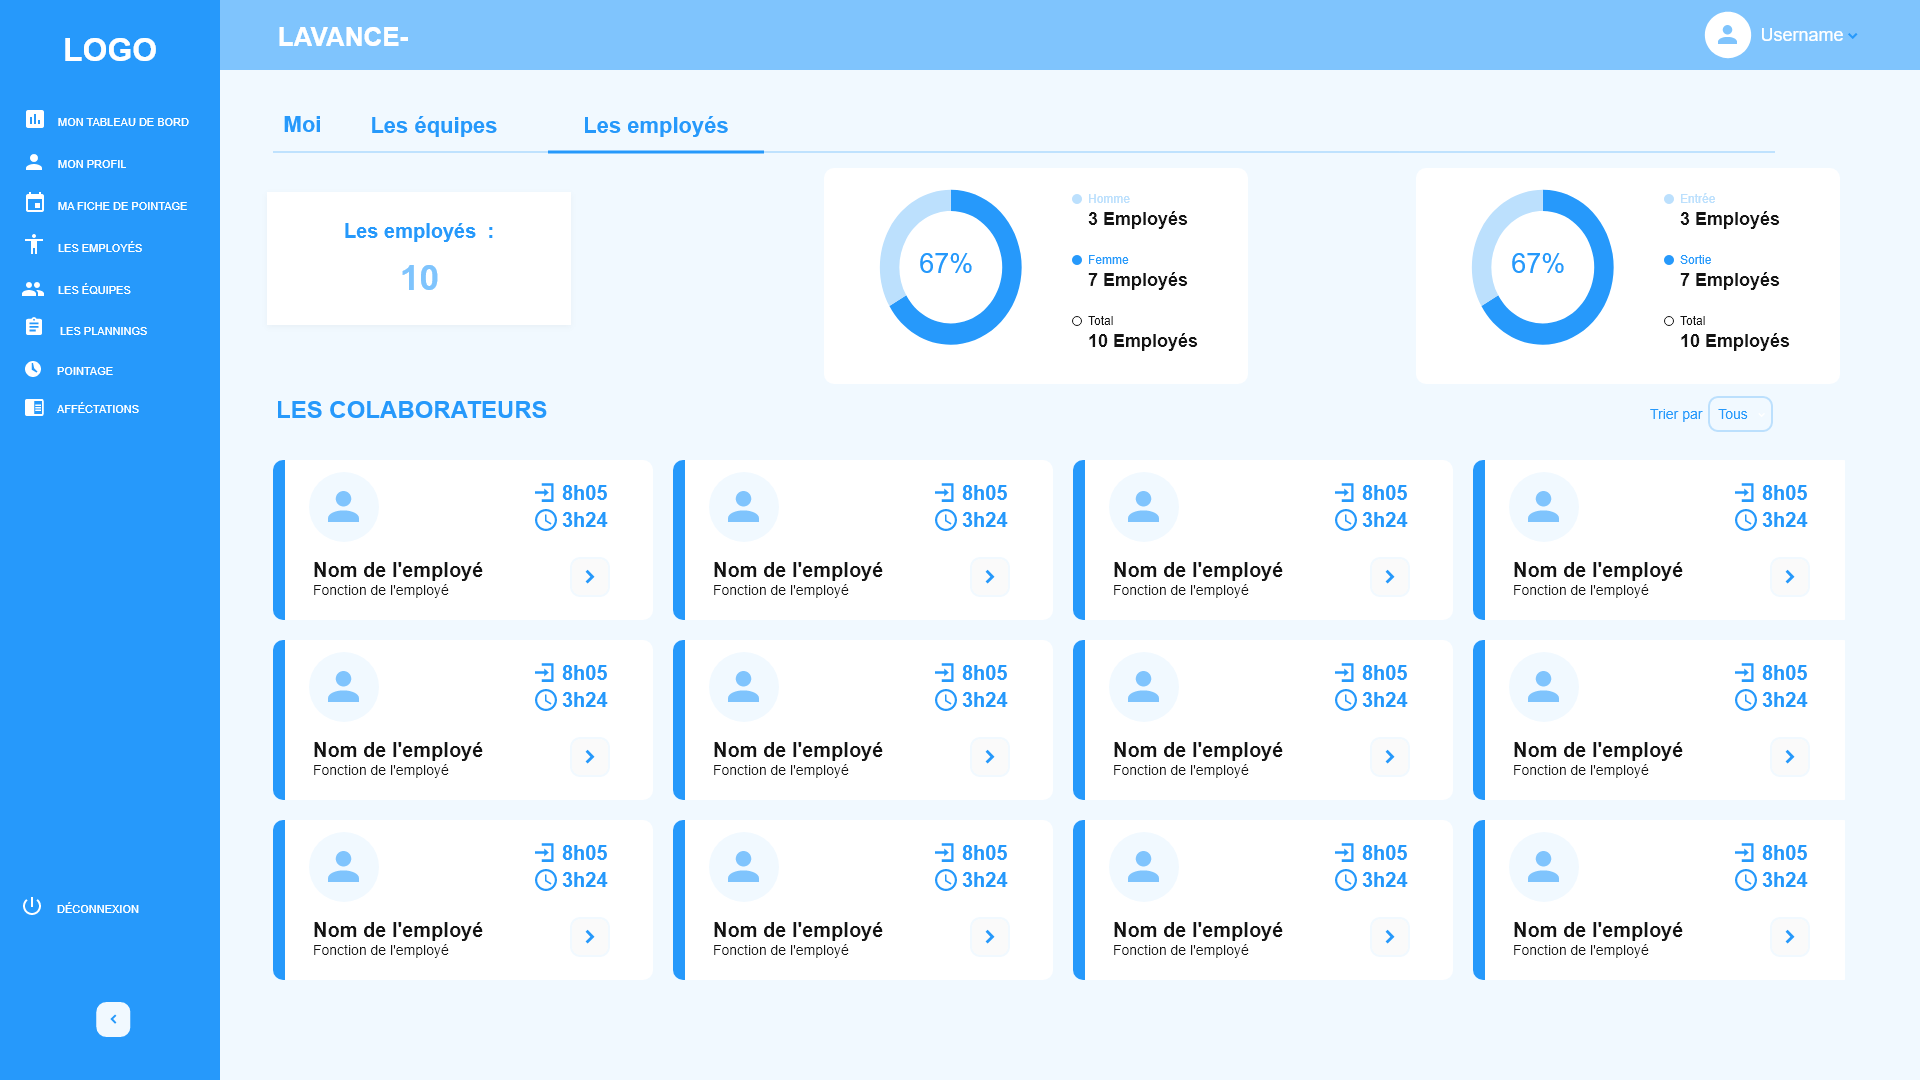 LOGO
MON TABLEAU DE BORD
MON PROFIL
MA FICHE DE POINTAGE
LES EMPLOYÉS
LES ÉQUIPES
LES PLANNINGS
POINTAGE
AFFÉCTATIONS
DÉCONNEXION
LAVANCE-
Username
Moi Les équipes Les employés
Les employés :
10
67%
Homme
3 Employés
Femme
7 Employés
Total
10 Employés
67%
Entrée
3 Employés
Sortie
7 Employés
Total
10 Employés
LES COLABORATEURS
Trier par Tous
8h05
3h24
Nom de l'employé
Fonction de l'employé
8h05
3h24
Nom de l'employé
Fonction de l'employé
8h05
3h24
Nom de l'employé
Fonction de l'employé
8h05
3h24
Nom de l'employé
Fonction de l'employé
8h05
3h24
Nom de l'employé
Fonction de l'employé
8h05
3h24
Nom de l'employé
Fonction de l'employé
8h05
3h24
Nom de l'employé
Fonction de l'employé
8h05
3h24
Nom de l'employé
Fonction de l'employé
8h05
3h24
Nom de l'employé
Fonction de l'employé
8h05
3h24
Nom de l'employé
Fonction de l'employé
8h05
3h24
Nom de l'employé
Fonction de l'employé
8h05
3h24
Nom de l'employé
Fonction de l'employé